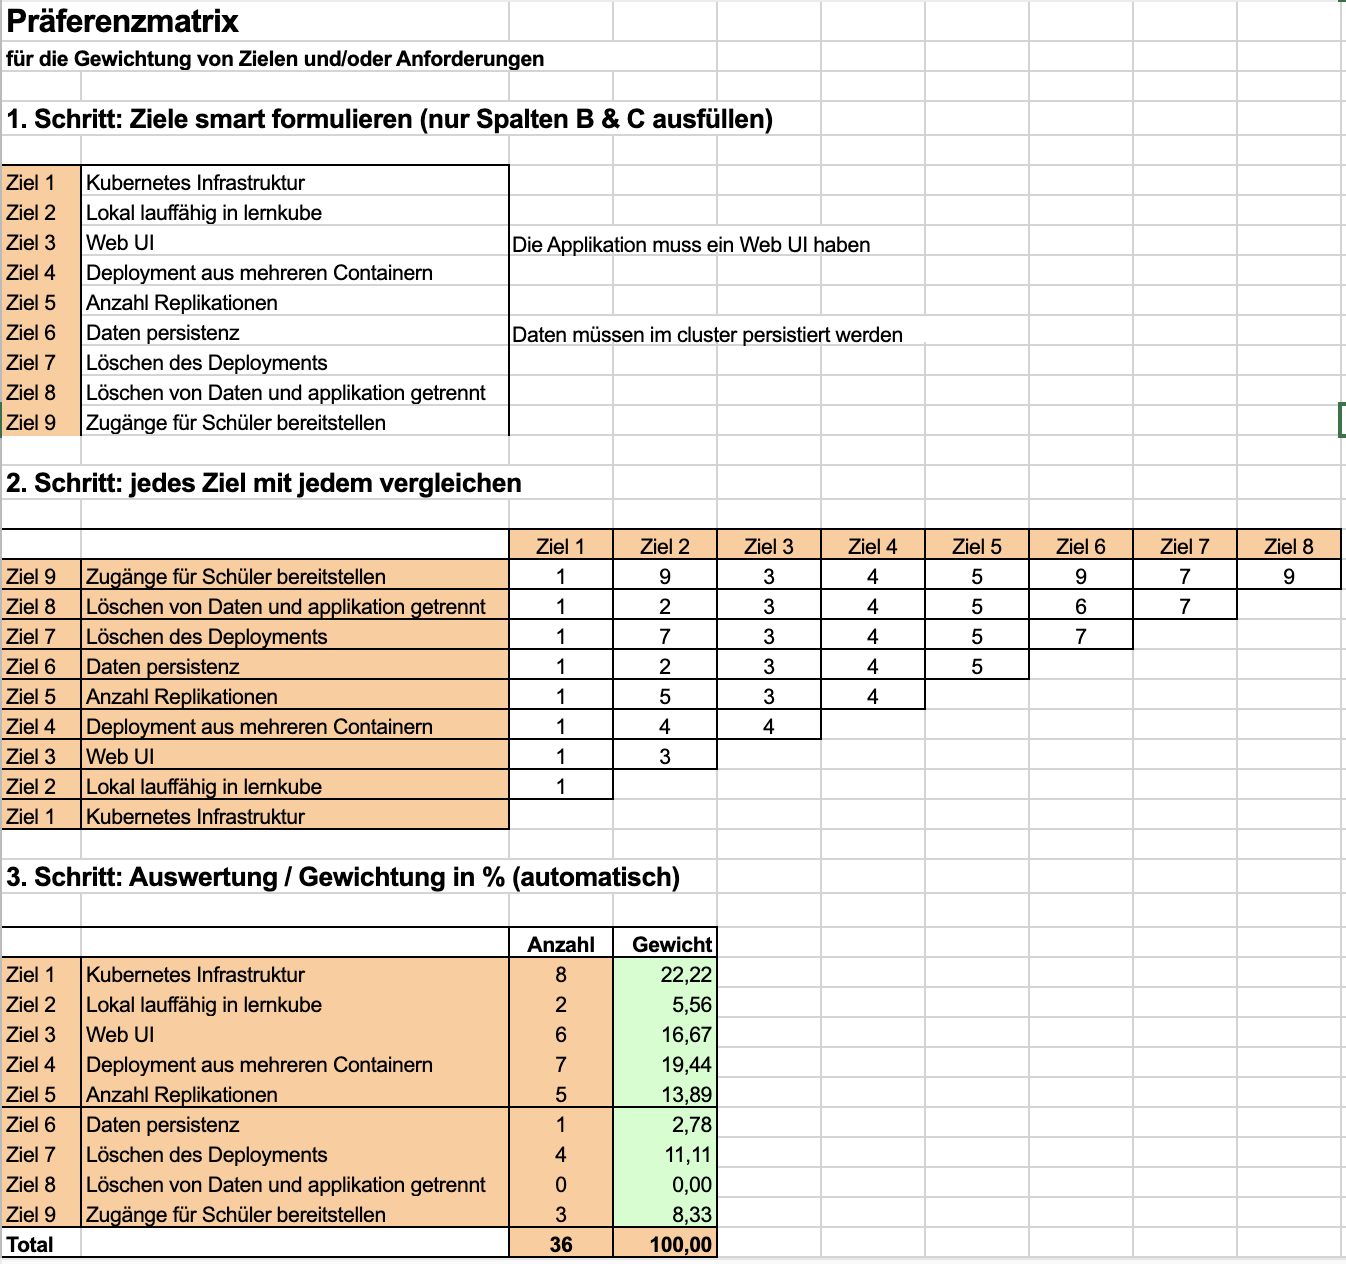 Präferenzmatrix
für die Gewichtung von Zielen und/oder Anforderungen
1. Schritt: Ziele smart formulieren (nur Spalten B & C ausfüllen)
Ziel 1 Kubernetes Infrastruktur
Ziel 2 Lokal lauffähig in lernkube
Ziel 3 Web UI Die Applikation muss ein Web UI haben
Ziel 4 Deployment aus mehreren Containern
Ziel 5 Anzahl Replikationen
Ziel 6 Daten persistenz Daten müssen im cluster persistiert werden
Ziel 7 Löschen des Deployments
Ziel 8 Löschen von Daten und applikation getrennt
Ziel 9 Zugänge für Schüler bereitstellen
2. Schritt: jedes Ziel mit jedem vergleichen
Ziel 1 Ziel 2 Ziel 3 Ziel 4 Ziel 5 Ziel 6 Ziel 7 Ziel 8
Ziel 9 Zugänge für Schüler bereitstellen 1 9 3 4 5 9 7 9
Ziel 8 Löschen von Daten und applikation getrennt 1 2 3 4 5 6 7
Ziel 7 Löschen des Deployments 1 7 3 4 5 7
Ziel 6 Daten persistenz 1 2 3 4 5
Ziel 5 Anzahl Replikationen 1 5 3 4
Ziel 4 Deployment aus mehreren Containern 1 4 4
Ziel 3 Web UI 1 3
Ziel 2 Lokal lauffähig in lernkube 1
Ziel 1 Kubernetes Infrastruktur
3. Schritt: Auswertung / Gewichtung in % (automatisch)
Anzahl Gewicht
Ziel 1 Kubernetes Infrastruktur 8 22,22
Ziel 2 Lokal lauffähig in lernkube 2 5,56
Ziel 3 Web UI 6 16,67
Ziel 4 Deployment aus mehreren Containern 7 19,44
Ziel 5 Anzahl Replikationen 5 13,89
Ziel 6 Daten persistenz 1 2,78
Ziel 7 Löschen des Deployments 4 11,11
Ziel 8 Löschen von Daten und applikation getrennt 0 0,00
Ziel 9 Zugänge für Schüler bereitstellen 3 8,33
Total 36 100,00